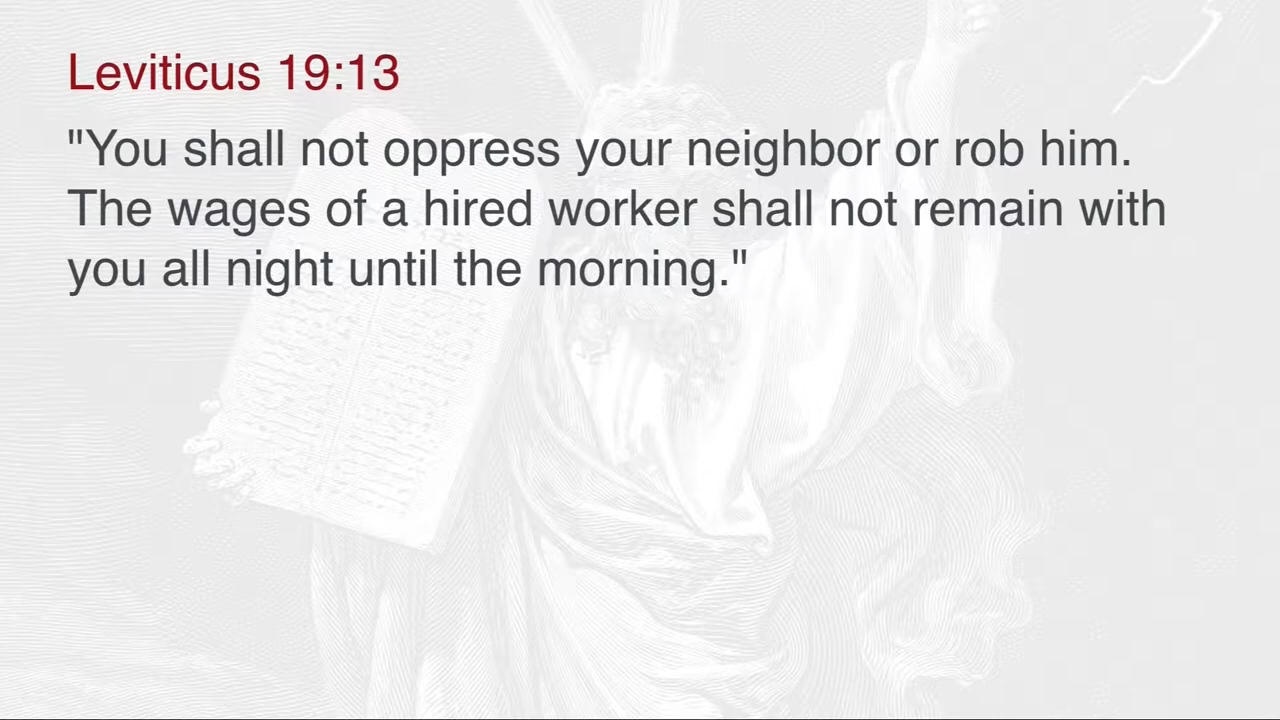 Leviticus 19:13
"You shall not oppress your neighbor or rob him.
The wages of a hired worker shall not remain with
you all night until the morning."